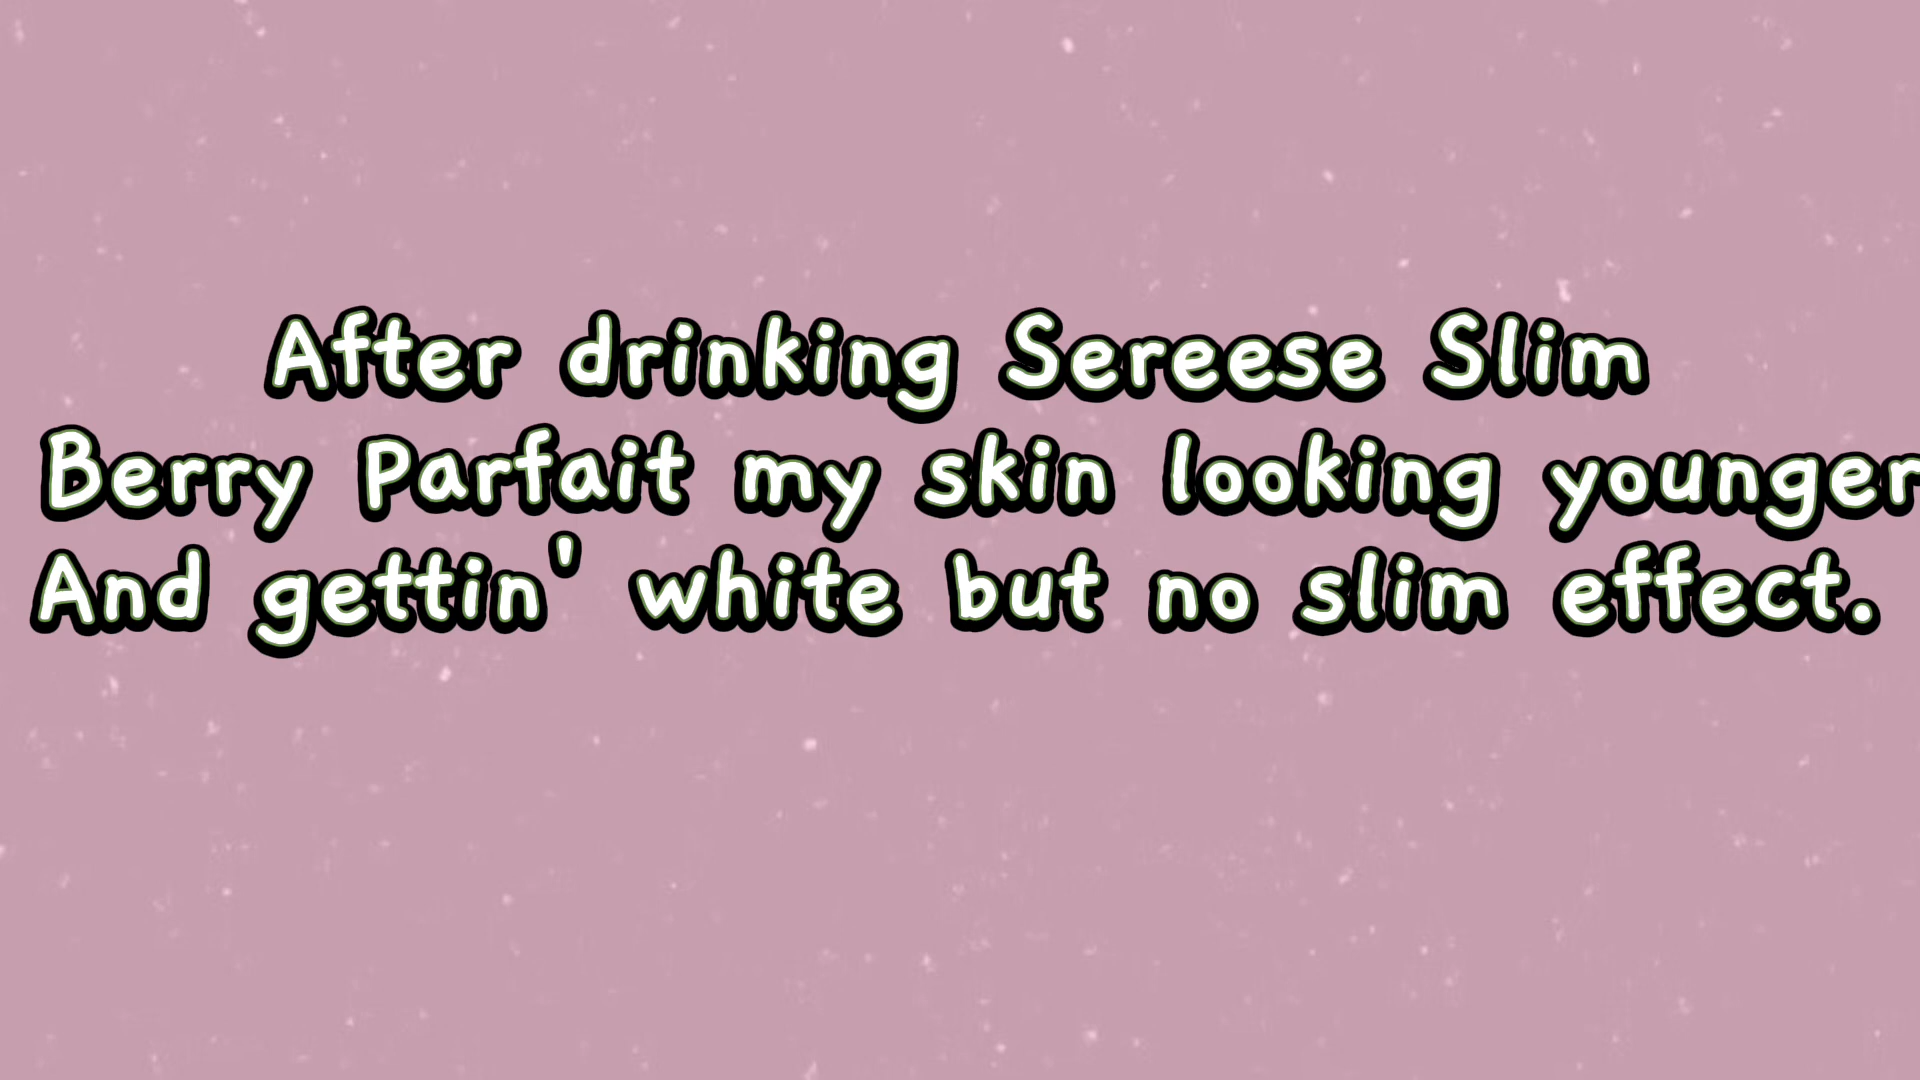 After drinking Sereese Slim
Berry Parfait my skin looking younger
And gettin' white but no slim effect.